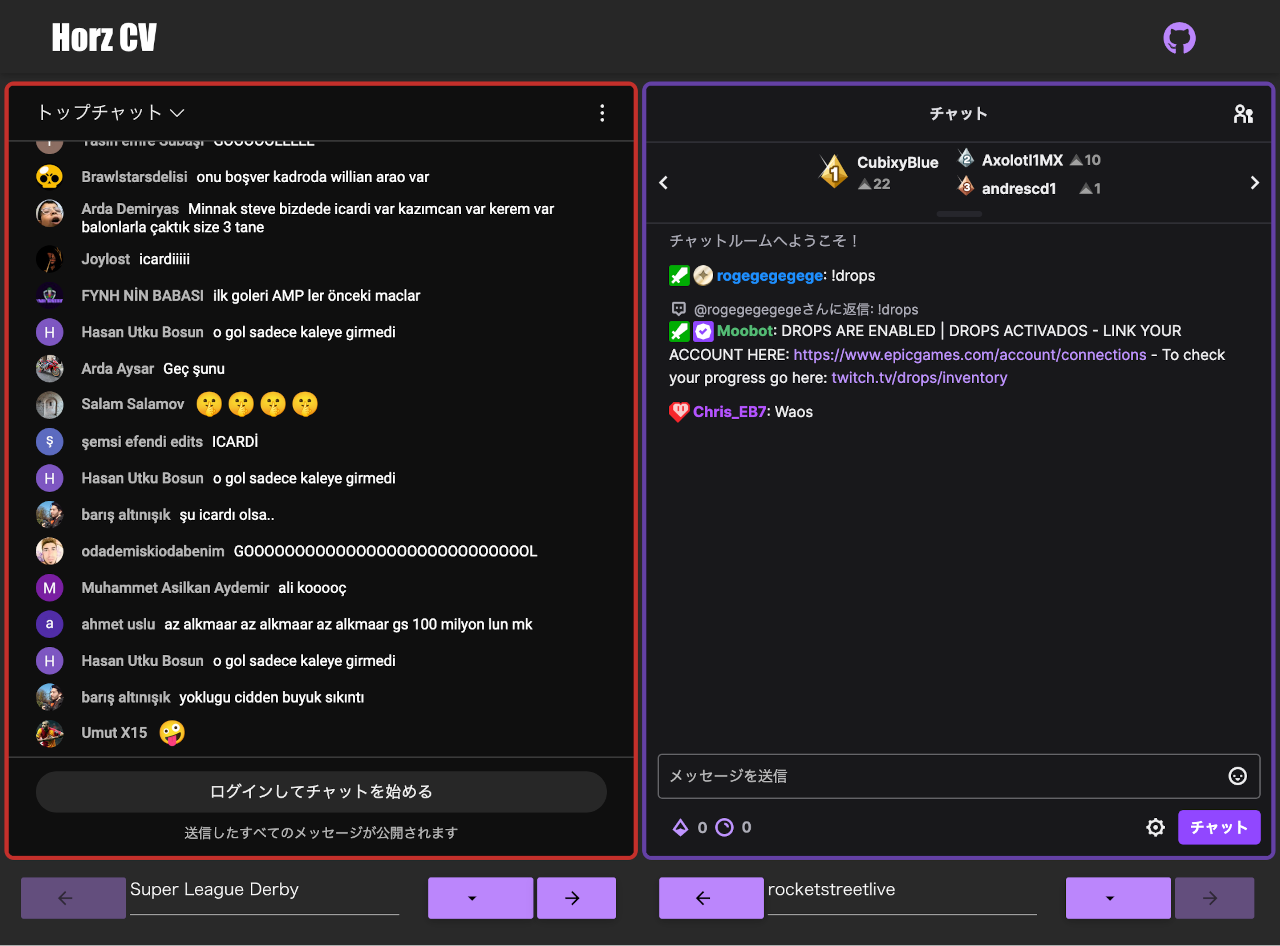 Horz CV
トップチャット
Yasin emre Subaşı GOOOOOLLLLL
Brawlstarsdelisi onu boşver kadroda willian arao var
Arda Demiryas Minnak steve bizdede icardi var kazımcan var kerem var
balonlarla çaktık size 3 tane
Joylost icardiiiii
FYNH NİN BABASI ilk goleri AMP ler önceki maclar
H Hasan Utku Bosun o gol sadece kaleye girmedi
Arda Aysar Geç şunu
Salam Salamov 🤫🤫🤫🤫
Ş şemsi efendi edits ICARDİ
H Hasan Utku Bosun o gol sadece kaleye girmedi
barış altınışık şu icardı olsa..
odademiskiodabenim GOOOOOOOOOOOOOOOOOOOOOOOOOOOOL
M Muhammet Asilkan Aydemir ali kooooç
a ahmet uslu az alkmaar az alkmaar az alkmaar gs 100 milyon lun mk
H Hasan Utku Bosun o gol sadece kaleye girmedi
barış altınışık yoklugu cidden buyuk sıkıntı
Umut X15 🤪
ログインしてチャットを始める
送信したすべてのメッセージが公開されます
Super League Derby
チャット
1 CubixyBlue
22
2 Axolotl1MX 10
3 andrescd1 1
チャットルームへようこそ！
rogegegegege: !drops
@rogegegegegeさんに返信: !drops
Moobot: DROPS ARE ENABLED | DROPS ACTIVADOS - LINK YOUR
ACCOUNT HERE: https://www.epicgames.com/account/connections - To check
your progress go here: twitch.tv/drops/inventory
Chris_EB7: Waos
メッセージを送信
0 0
チャット
rocketstreetlive